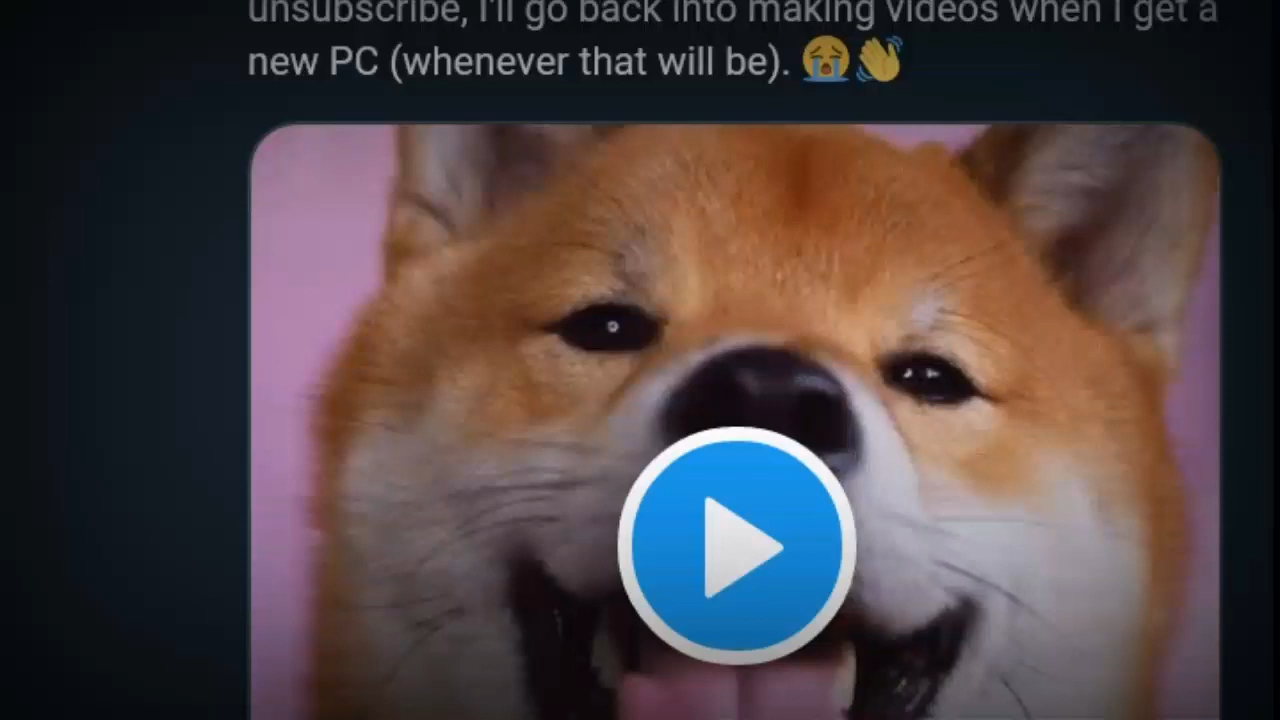 unsubscribe, I'll go back into making videos when I get a
new PC (whenever that will be). 😭👋